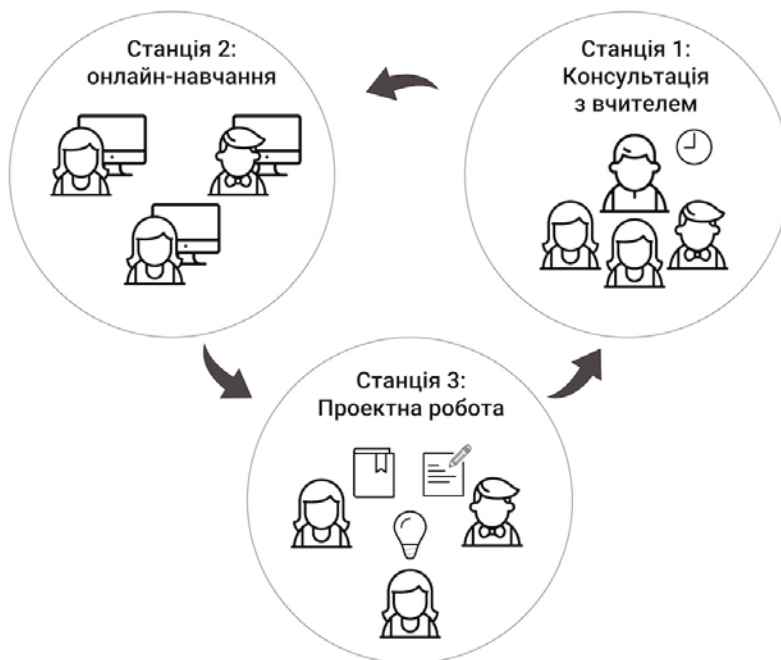 Станція 2:
онлайн-навчання
Станція 1:
Консультація
з вчителем
Станція 3:
Проектна робота